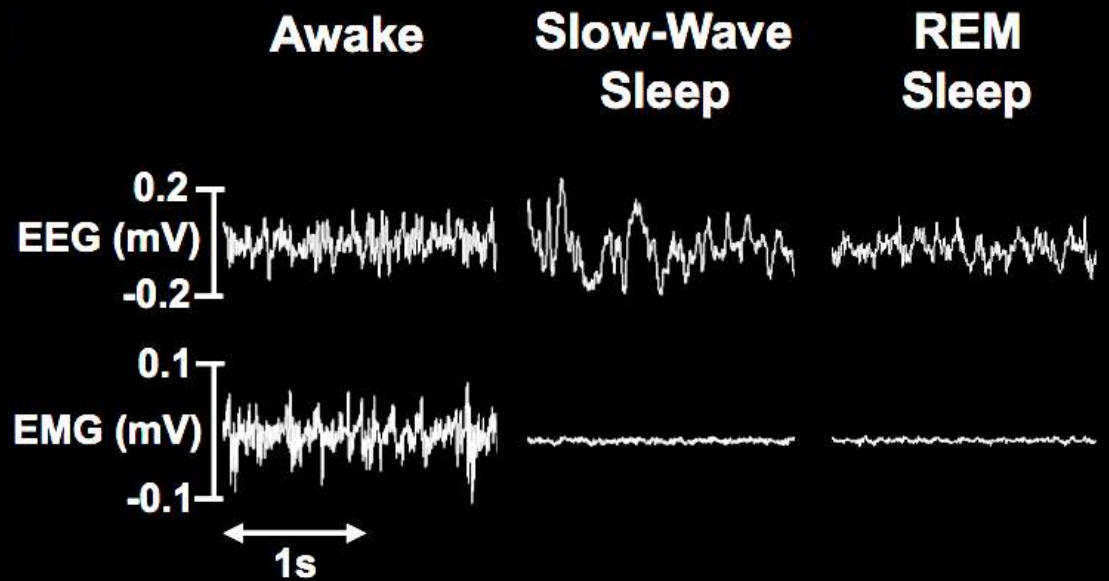 Awake
Slow-Wave
Sleep
REM
Sleep
0.2
EEG (mV)
-0.2
0.1
EMG (mV)
-0.1
1s